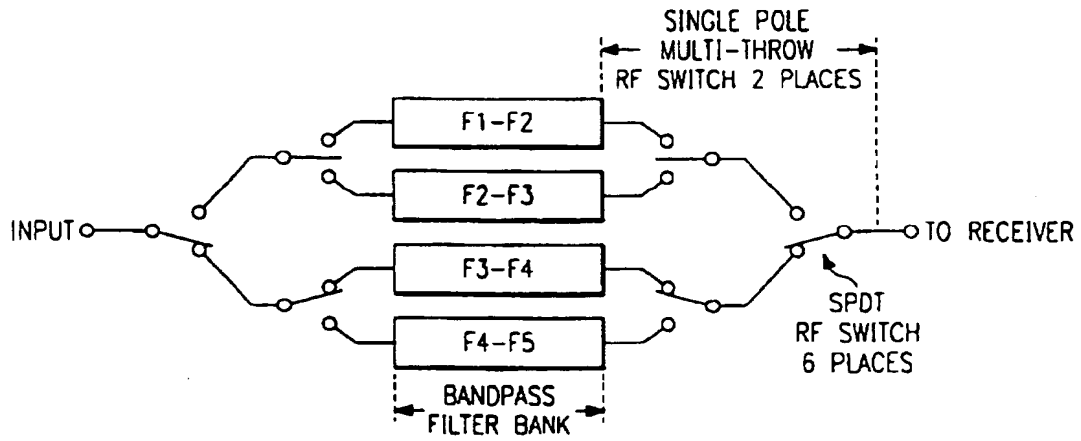 SINGLE POLE
MULTI-THROW
RF SWITCH 2 PLACES
F1-F2
F2-F3
INPUT
TO RECEIVER
F3-F4
SPDT
RF SWITCH
6 PLACES
F4-F5
BANDPASS
FILTER BANK